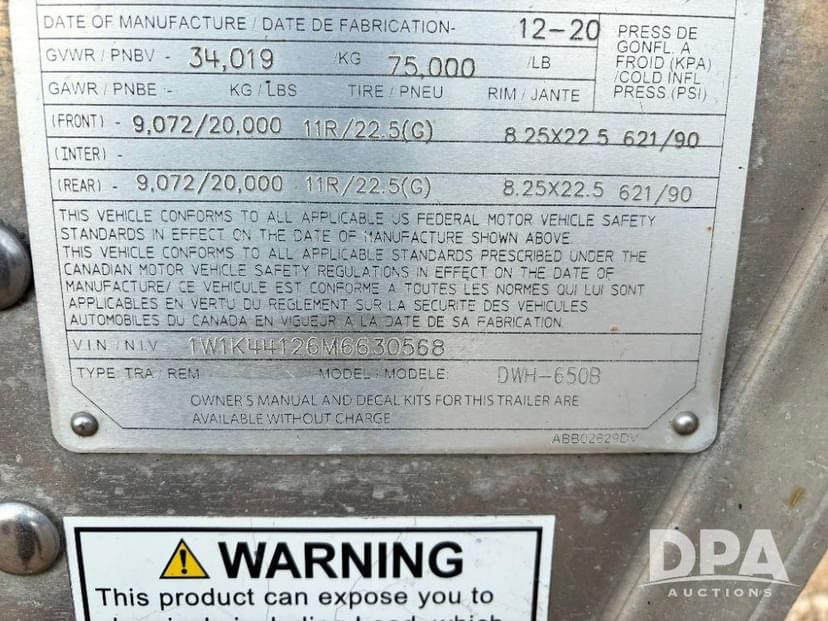 DATE OF MANUFACTURE / DATE DE FABRICATION- 12-20
PRESS DE
GONFL. A
FROID (KPA)
/COLD INFL
PRESS.(PSI)
GVWR / PNBV - 34,019 /KG 75,000 /LB
GAWR / PNBE - KG / LBS TIRE / PNEU RIM / JANTE
(FRONT) - 9,072/20,000 11R/22.5(G) 8.25X22.5 621/90
(INTER) -
(REAR) - 9,072/20,000 11R/22.5(G) 8.25X22.5 621/90
THIS VEHICLE CONFORMS TO ALL APPLICABLE US FEDERAL MOTOR VEHICLE SAFETY
STANDARDS IN EFFECT ON THE DATE OF MANUFACTURE SHOWN ABOVE.
THIS VEHICLE CONFORMS TO ALL APPLICABLE STANDARDS PRESCRIBED UNDER THE
CANADIAN MOTOR VEHICLE SAFETY REGULATIONS IN EFFECT ON THE DATE OF
MANUFACTURE/ CE VEHICULE EST CONFORME A TOUTES LES NORMES QUI LUI SONT
APPLICABLES EN VERTU DU REGLEMENT SUR LA SECURITE DES VEHICULES
AUTOMOBILES DU CANADA EN VIGUEUR A LA DATE DE SA FABRICATION.
V.I.N. / N.I.V. 1W1K44126M6630568
TYPE: TRA / REM MODEL: MODELE: DWH-650B
OWNER'S MANUAL AND DECAL KITS FOR THIS TRAILER ARE
AVAILABLE WITHOUT CHARGE
ABB02629DV
WARNING
This product can expose you to
DPA
AUCTIONS